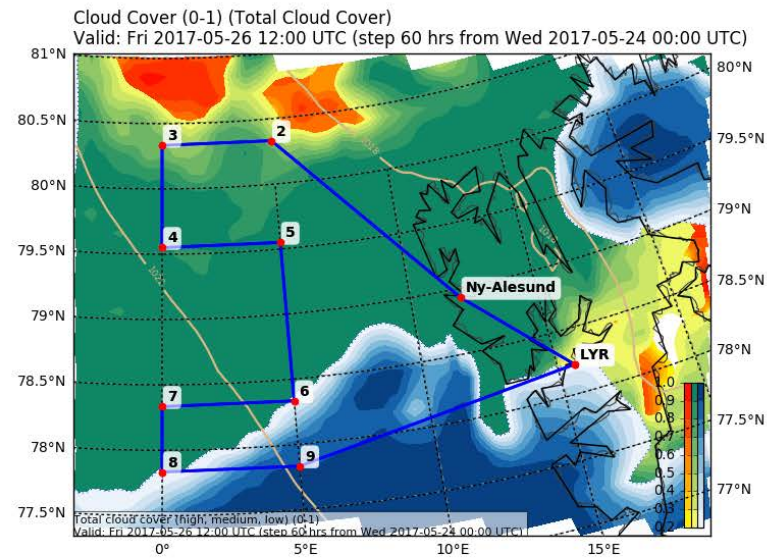 Cloud Cover (0-1) (Total Cloud Cover)
Valid: Fri 2017-05-26 12:00 UTC (step 60 hrs from Wed 2017-05-24 00:00 UTC)
81°N
80°N
80.5°N
3
2
79.5°N
1018
80°N
79°N
4
5
79.5°N
1020
78.5°N
Ny-Alesund
79°N
78°N
LYR
78.5°N
1.0
0.9
0.8
0.7
0.6
0.5
0.4
0.3
0.2
7
6
77.5°N
78°N
8
9
77°N
77.5°N
Total cloud cover (high, medium, low) (0-1)
Valid: Fri 2017-05-26 12:00 UTC (step 60 hrs from Wed 2017-05-24 00:00 UTC)
0°
5°E
10°E
15°E